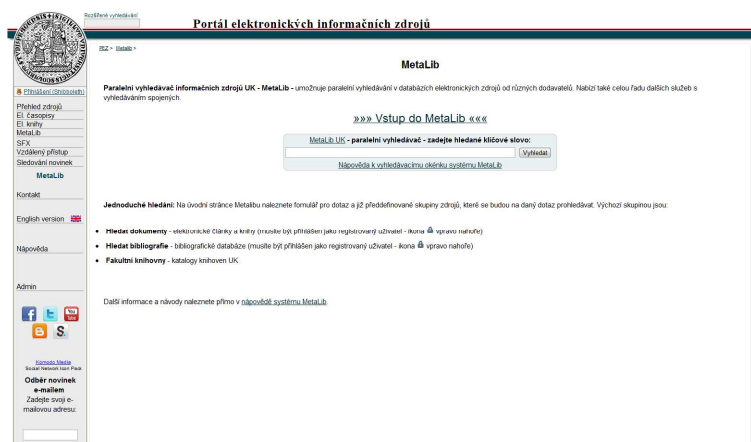 Rozšířené vyhledávání
Portál elektronických informačních zdrojů
PEZ > Metalib >
Přihlášení (Shibboleth)
Přehled zdrojů
El. časopisy
El. knihy
MetaLib
SFX
Vzdálený přístup
Sledování novinek
MetaLib
Kontakt
English version
Nápověda
Admin
You
Tube
S.
Komodo Media
Social Network Icon Pack
Odběr novinek
e-mailem
Zadejte svoji e-
mailovou adresu:
MetaLib
Paralelní vyhledávač informačních zdrojů UK - MetaLib - umožnuje paralelní vyhledávání v databázích elektronických zdrojů od různých dodavatelů. Nabízí také celou řadu dalších služeb s
vyhledáváním spojených.
»»» Vstup do MetaLib «««
MetaLib UK - paralelní vyhledávač - zadejte hledané klíčové slovo:
Vyhledat
Nápověda k vyhledávacímu okénku systému MetaLib
Jednoduché hledání: Na úvodní stránce Metalibu naleznete fomulář pro dotaz a již předdefinované skupiny zdrojů, které se budou na daný dotaz prohledávat. Výchozí skupinou jsou:
• Hledat dokumenty - elektronické články a knihy (musíte být přihlášen jako registrovaný uživatel - ikona vpravo nahoře)
• Hledat bibliografie - bibliografické databáze (musíte být přihlášen jako registrovaný uživatel - ikona vpravo nahoře)
• Fakultní knihovny - katalogy knihoven UK
Další informace a návody naleznete přímo v nápovědě systému MetaLib.